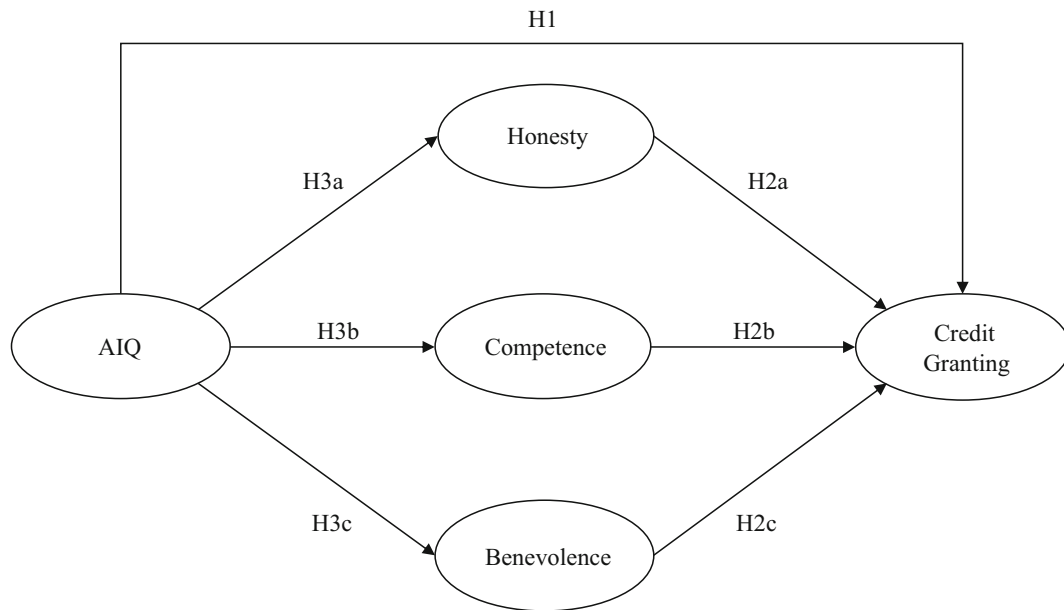 H1
Honesty
H3a
H2a
AIQ
H3b
Competence
H2b
Credit
Granting
H3c
H2c
Benevolence